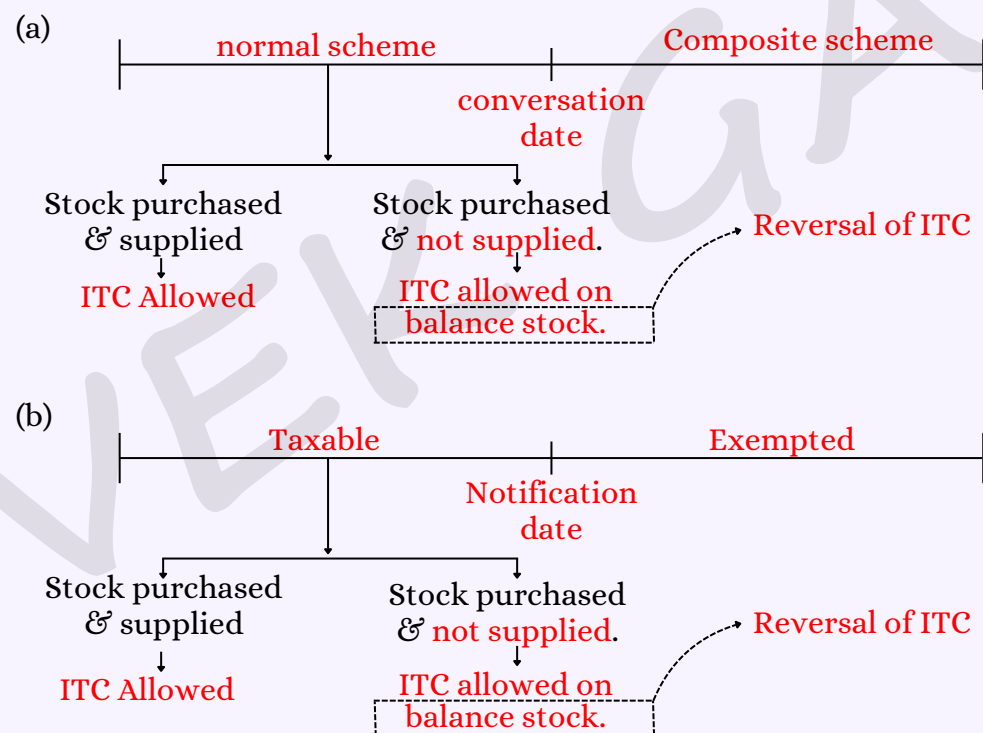 (a)
normal scheme
Composite scheme
conversation
date
Stock purchased
& supplied
Stock purchased
& not supplied.
Reversal of ITC
ITC Allowed
ITC allowed on
balance stock.
(b)
Taxable
Exempted
Notification
date
Stock purchased
& supplied
Stock purchased
& not supplied.
Reversal of ITC
ITC Allowed
ITC allowed on
balance stock.
VEK GA